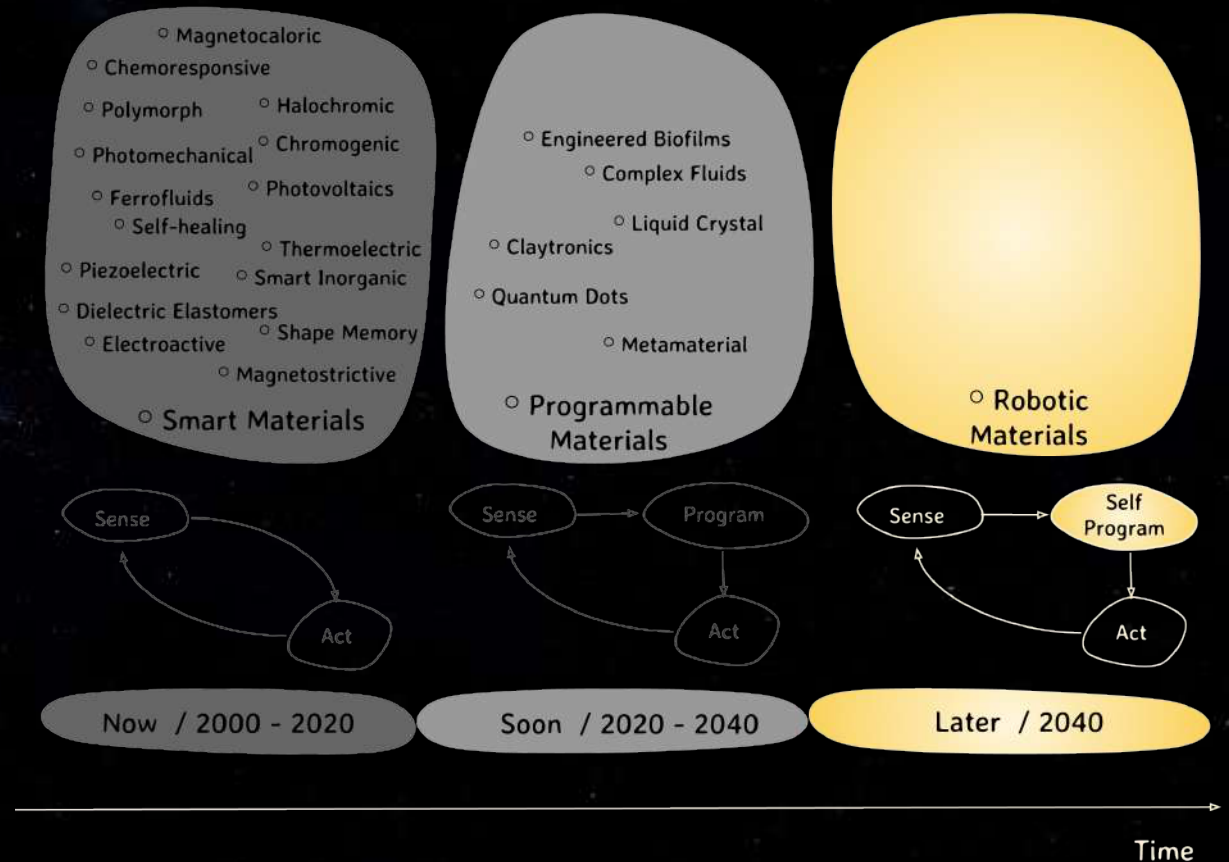 Magnetocaloric
Chemoresponsive
Polymorph
Halochromic
Chromogenic
Photomechanical
Photovoltaics
Ferrofluids
Self-healing
Thermoelectric
Piezoelectric
Smart Inorganic
Dielectric Elastomers
Shape Memory
Electroactive
Magnetostrictive
Smart Materials
Engineered Biofilms
Complex Fluids
Liquid Crystal
Claytronics
Quantum Dots
Metamaterial
Programmable
Materials
Robotic
Materials
Sense
Act
Sense
Program
Act
Sense
Self
Program
Act
Now / 2000 - 2020
Soon / 2020 - 2040
Later / 2040
Time